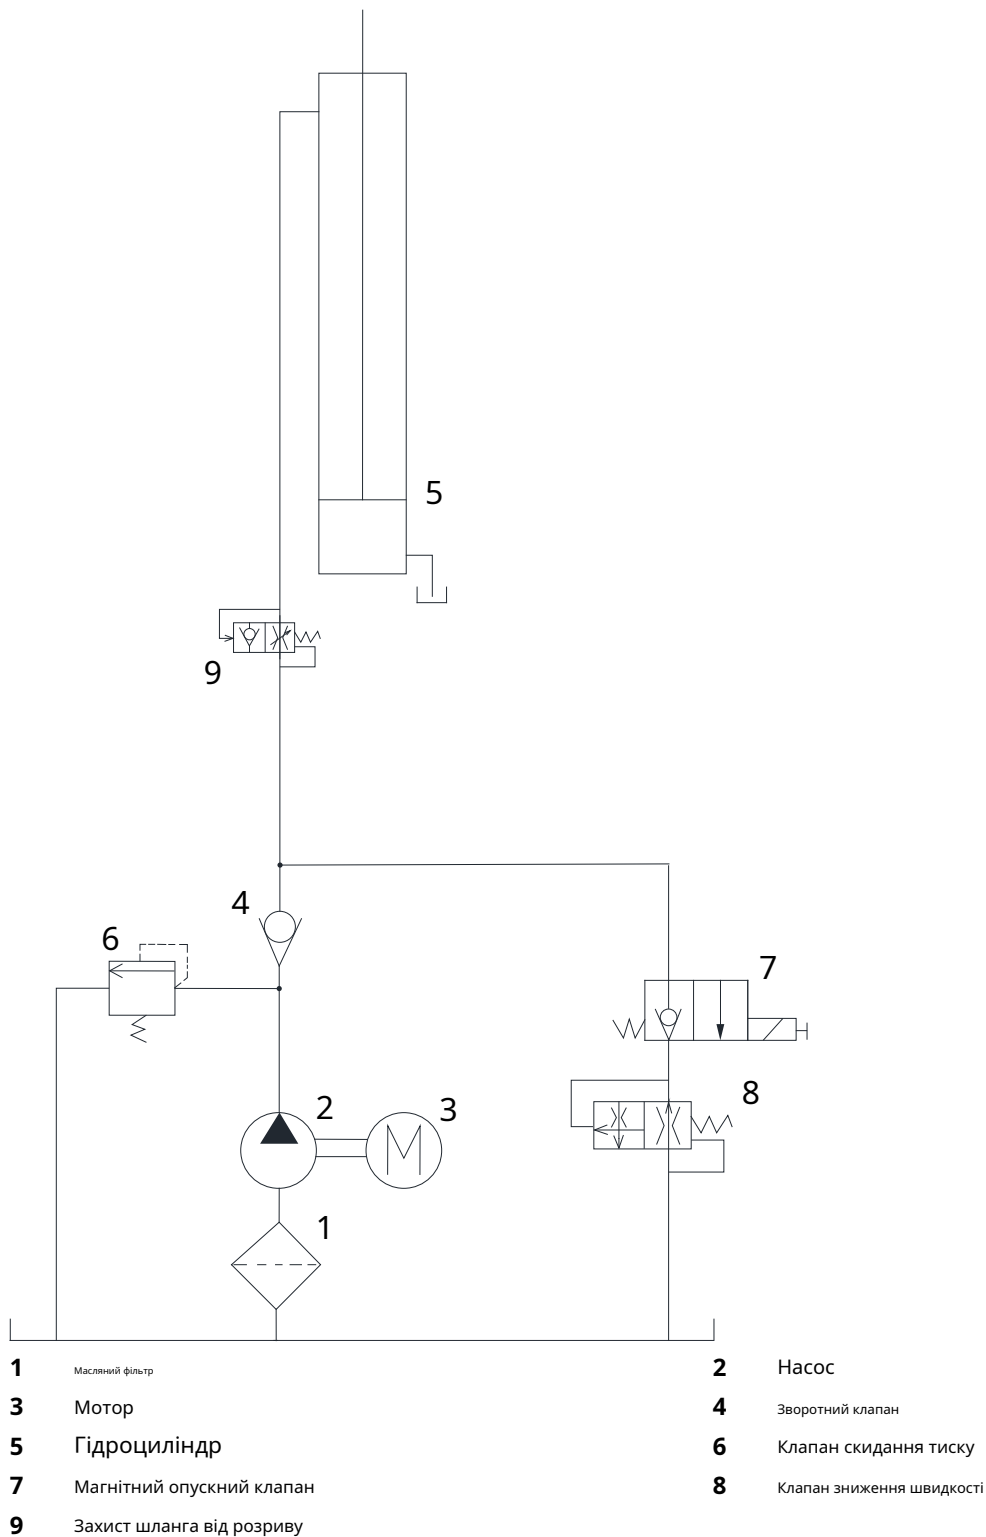 5
9
4
6
7
8
2
3
1
1 Масляний фільтр
2 Насос
3 Мотор
4 Зворотний клапан
5 Гідроциліндр
6 Клапан скидання тиску
7 Магнітний опускний клапан
8 Клапан зниження швидкості
9 Захист шланга від розриву